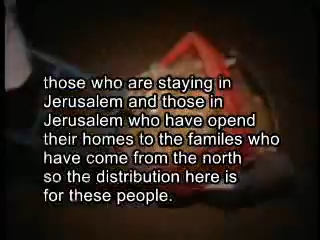 those who are staying in
Jerusalem and those in
Jerusalem who have opend
their homes to the familes who
have come from the north
so the distribution here is
for these people.